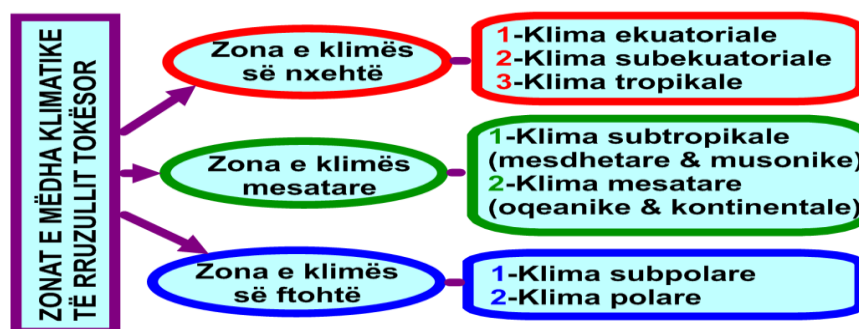 ZONAT E MËDHA KLIMATIKE
TË RRUZULLIT TOKËSOR
Zona e klimës
së nxehtë
1-Klima ekuatoriale
2-Klima subekuatoriale
3-Klima tropikale
Zona e klimës
mesatare
1-Klima subtropikale
(mesdhetare & musonike)
2-Klima mesatare
(oqeanike & kontinentale)
Zona e klimës
së ftohtë
1-Klima subpolare
2-Klima polare